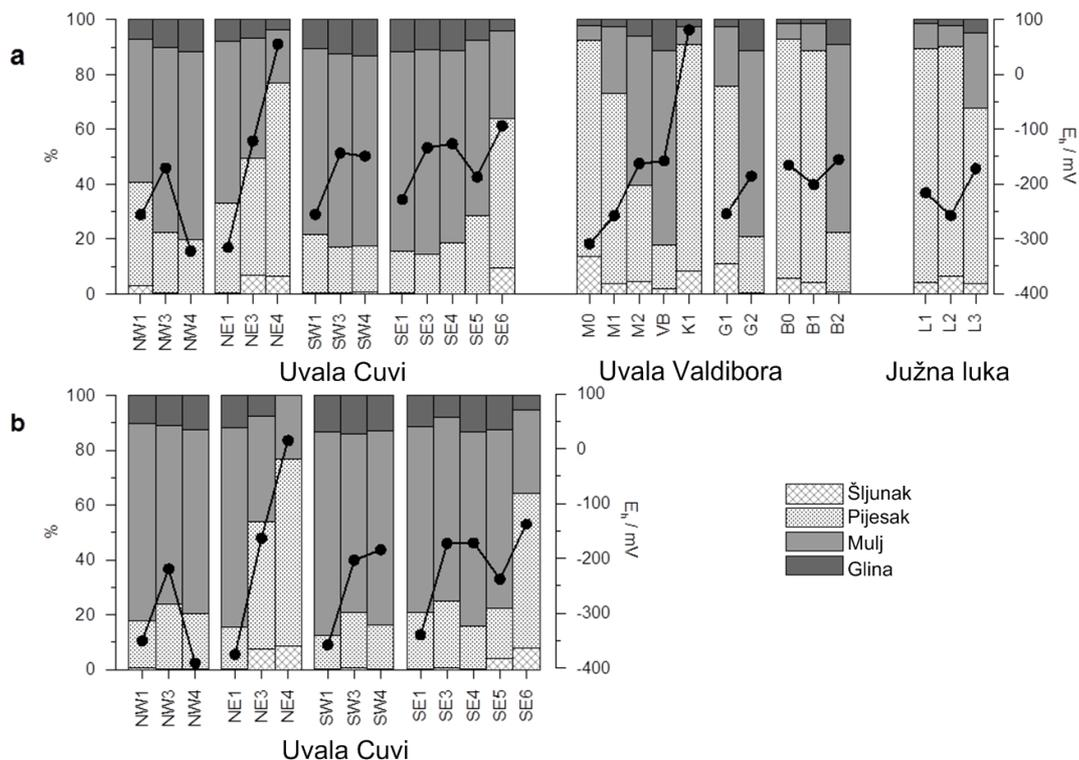 a
100
80
60
40
20
0
%
100
0
-100
-200
-300
-400
Eₕ / mV
NW1 NW3 NW4 NE1 NE3 NE4 SW1 SW3 SW4 SE1 SE3 SE4 SE5 SE6 M0 M1 M2 VB K1 G1 G2 B0 B1 B2 L1 L2 L3
Uvala Cuvi Uvala Valdibora Južna luka
b
100
80
60
40
20
0
%
100
0
-100
-200
-300
-400
Eₕ / mV
NW1 NW3 NW4 NE1 NE3 NE4 SW1 SW3 SW4 SE1 SE3 SE4 SE5 SE6
Uvala Cuvi
Šljunak
Pijesak
Mulj
Glina